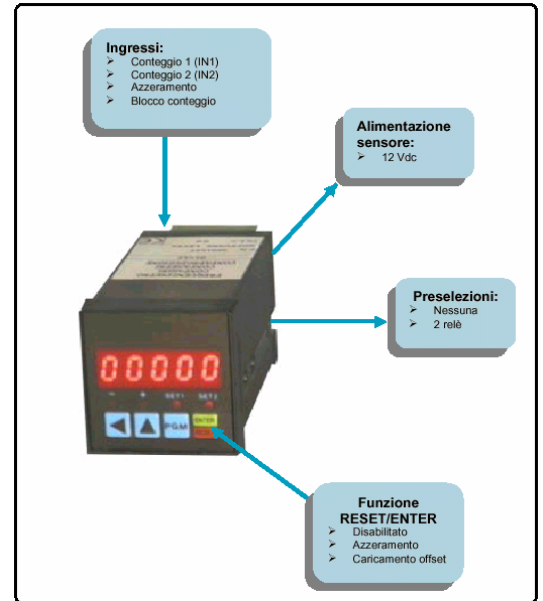 Ingressi:
➢ Conteggio 1 (IN1)
➢ Conteggio 2 (IN2)
➢ Azzeramento
➢ Blocco conteggio
Alimentazione
sensore:
➢ 12 Vdc
Preselezioni:
➢ Nessuna
➢ 2 relè
00000
- + SET1 SET2
PGM ENTER
Funzione
RESET/ENTER
➢ Disabilitato
➢ Azzeramento
➢ Caricamento offset